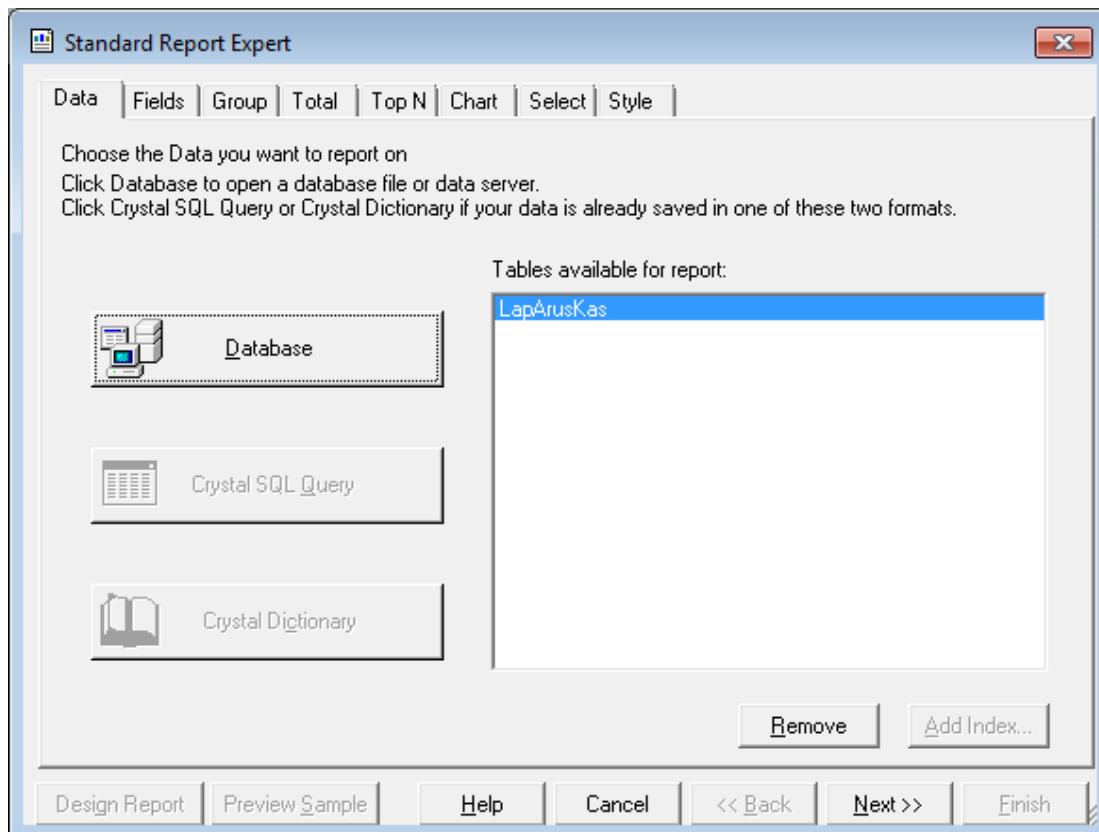 Standard Report Expert
Data Fields Group Total Top N Chart Select Style
Choose the Data you want to report on
Click Database to open a database file or data server.
Click Crystal SQL Query or Crystal Dictionary if your data is already saved in one of these two formats.
Tables available for report:
LapArusKas
Database
Crystal SQL Query
Crystal Dictionary
Remove Add Index...
Design Report Preview Sample Help Cancel << Back Next >> Finish